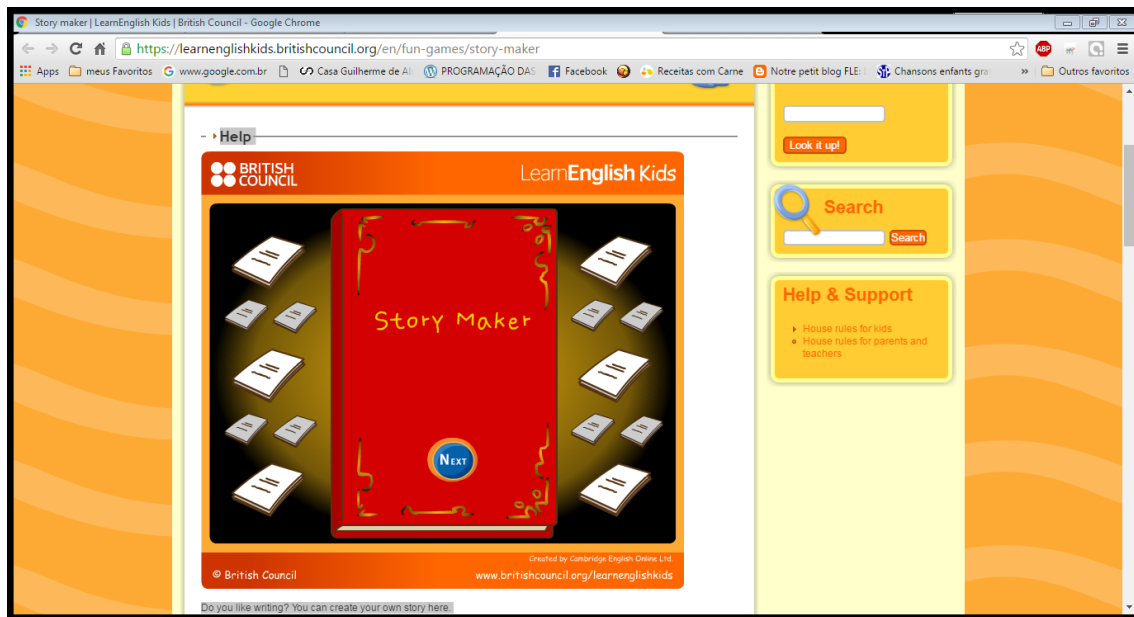 Story maker | LearnEnglish Kids | British Council - Google Chrome
https://learnenglishkids.britishcouncil.org/en/fun-games/story-maker
ABP
Apps meus Favoritos www.google.com.br Casa Guilherme de Al PROGRAMAÇÃO DAS Facebook Receitas com Carne Notre petit blog FLE: Chansons enfants gra » Outros favoritos
Help
BRITISH
COUNCIL
LearnEnglish Kids
Story Maker
NEXT
Created by Cambridge English Online Ltd.
© British Council www.britishcouncil.org/learnenglishkids
Do you like writing? You can create your own story here.
Look it up!
Search
Search
Help & Support
House rules for kids
House rules for parents and
teachers